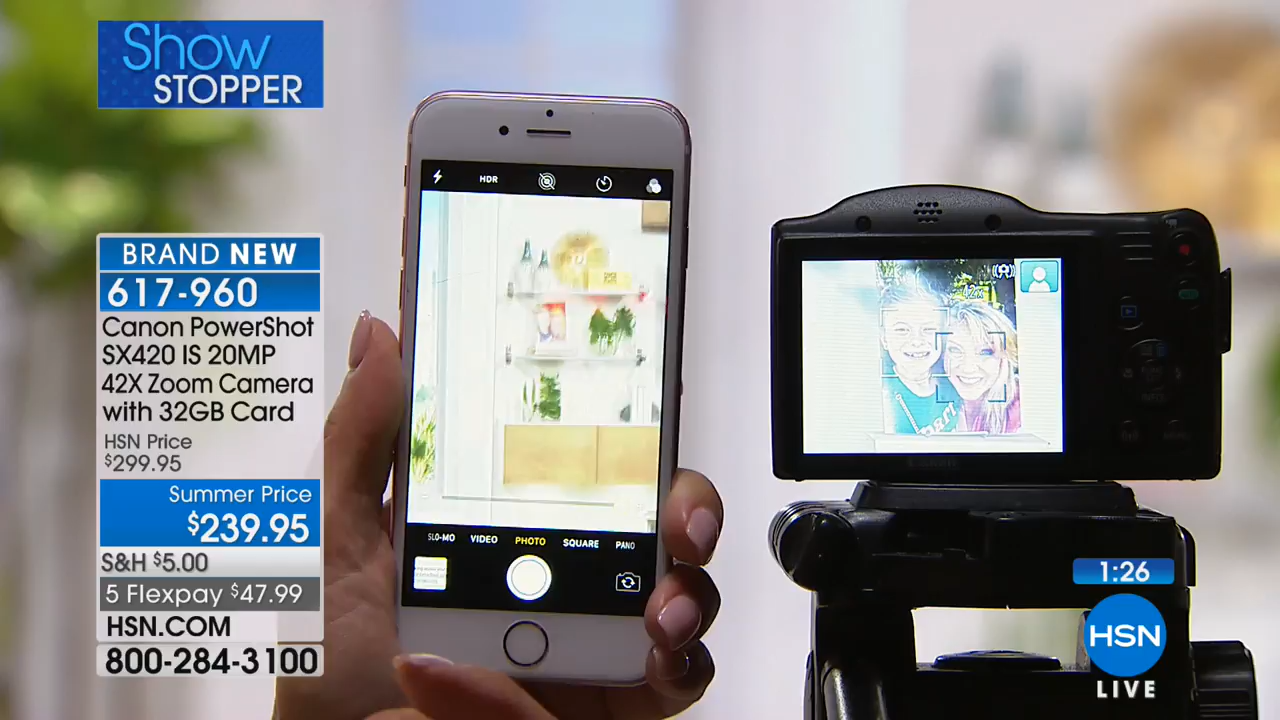 Show
STOPPER
BRAND NEW
617-960
Canon PowerShot
SX420 IS 20MP
42X Zoom Camera
with 32GB Card
HSN Price
$299.95
Summer Price
$239.95
S&H $5.00
5 Flexpay $47.99
HSN.COM
800-284-3100
HDR
SLO-MO VIDEO PHOTO SQUARE PANO
42x
1:26
HSN
LIVE